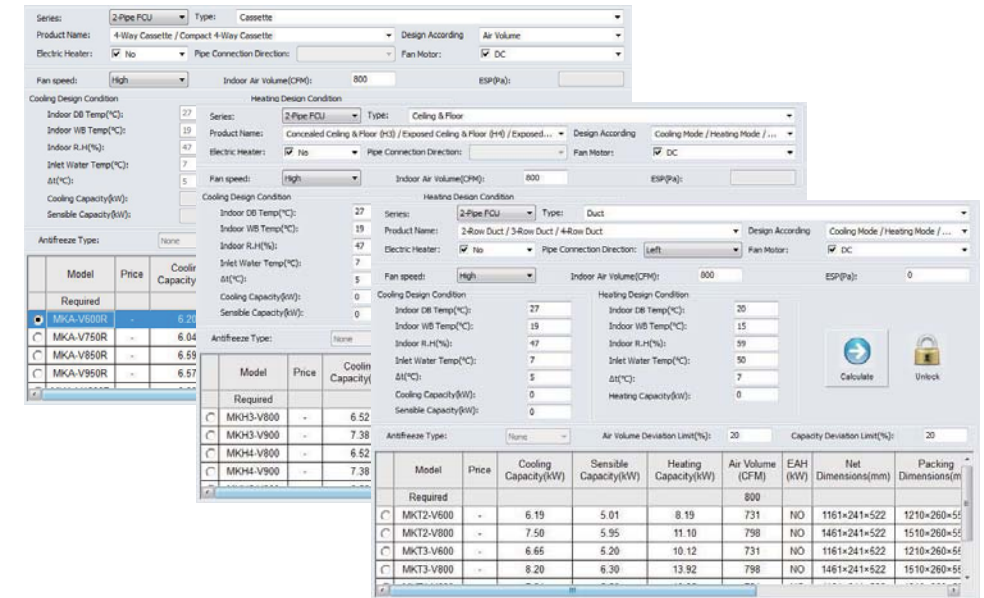 Series: 2-Pipe FCU Type: Cassette
Product Name: 4-Way Cassette / Compact 4-Way Cassette Design According Air Volume
Electric Heater: No Pipe Connection Direction: Fan Motor: DC
Fan speed: High Indoor Air Volume(CFM): 800 ESP(Pa):
Cooling Design Condition Heating Design Condition
Indoor DB Temp(℃): 27
Indoor WB Temp(℃): 19
Indoor R.H(%): 47
Inlet Water Temp(℃): 7
Δt(℃): 5
Cooling Capacity(kW):
Sensible Capacity(kW):
Antifreeze Type: None
Model Price
Required
MKA-V600R - 6.20
MKA-V750R - 6.04
MKA-V850R - 6.59
MKA-V950R - 6.57
Series: 2-Pipe FCU Type: Ceiling & Floor
Product Name: Concealed Ceiling & Floor (H3) / Exposed Ceiling & Floor (H4) / Exposed... Design According Cooling Mode / Heating Mode / ...
Electric Heater: No Pipe Connection Direction: Fan Motor: DC
Fan speed: High Indoor Air Volume(CFM): 800 ESP(Pa):
Cooling Design Condition Heating Design Condition
Indoor DB Temp(℃): 27
Indoor WB Temp(℃): 19
Indoor R.H(%): 47
Inlet Water Temp(℃): 7
Δt(℃): 5
Cooling Capacity(kW): 0
Sensible Capacity(kW): 0
Antifreeze Type: None
Model Price
Required
MKH3-V800 - 6.52
MKH3-V900 - 7.38
MKH4-V800 - 6.52
MKH4-V900 - 7.38
Series: 2-Pipe FCU Type: Duct
Product Name: 2-Row Duct / 3-Row Duct / 4-Row Duct Design According Cooling Mode / Heating Mode / ...
Electric Heater: No Pipe Connection Direction: Left Fan Motor: DC
Fan speed: High Indoor Air Volume(CFM): 800 ESP(Pa): 0
Cooling Design Condition Heating Design Condition
Indoor DB Temp(℃): 27 Indoor DB Temp(℃): 20
Indoor WB Temp(℃): 19 Indoor WB Temp(℃): 15
Indoor R.H(%): 47 Indoor R.H(%): 59
Inlet Water Temp(℃): 7 Inlet Water Temp(℃): 50
Δt(℃): 5 Δt(℃): 7
Cooling Capacity(kW): 0 Heating Capacity(kW): 0
Sensible Capacity(kW): 0
Calculate Unlock
Antifreeze Type: None Air Volume Deviation Limit(%): 20 Capacity Deviation Limit(%): 20
Model Price Cooling Capacity(kW) Sensible Capacity(kW) Heating Capacity(kW) Air Volume (CFM) EAH (kW) Net Dimensions(mm) Packing Dimensions(m
Required 800
MKT2-V600 - 6.19 5.01 8.19 731 NO 1161×241×522 1210×260×55
MKT2-V800 - 7.50 5.95 11.10 798 NO 1461×241×522 1510×260×55
MKT3-V600 - 6.65 5.20 10.12 731 NO 1161×241×522 1210×260×55
MKT3-V800 - 8.20 6.30 13.92 798 NO 1461×241×522 1510×260×55